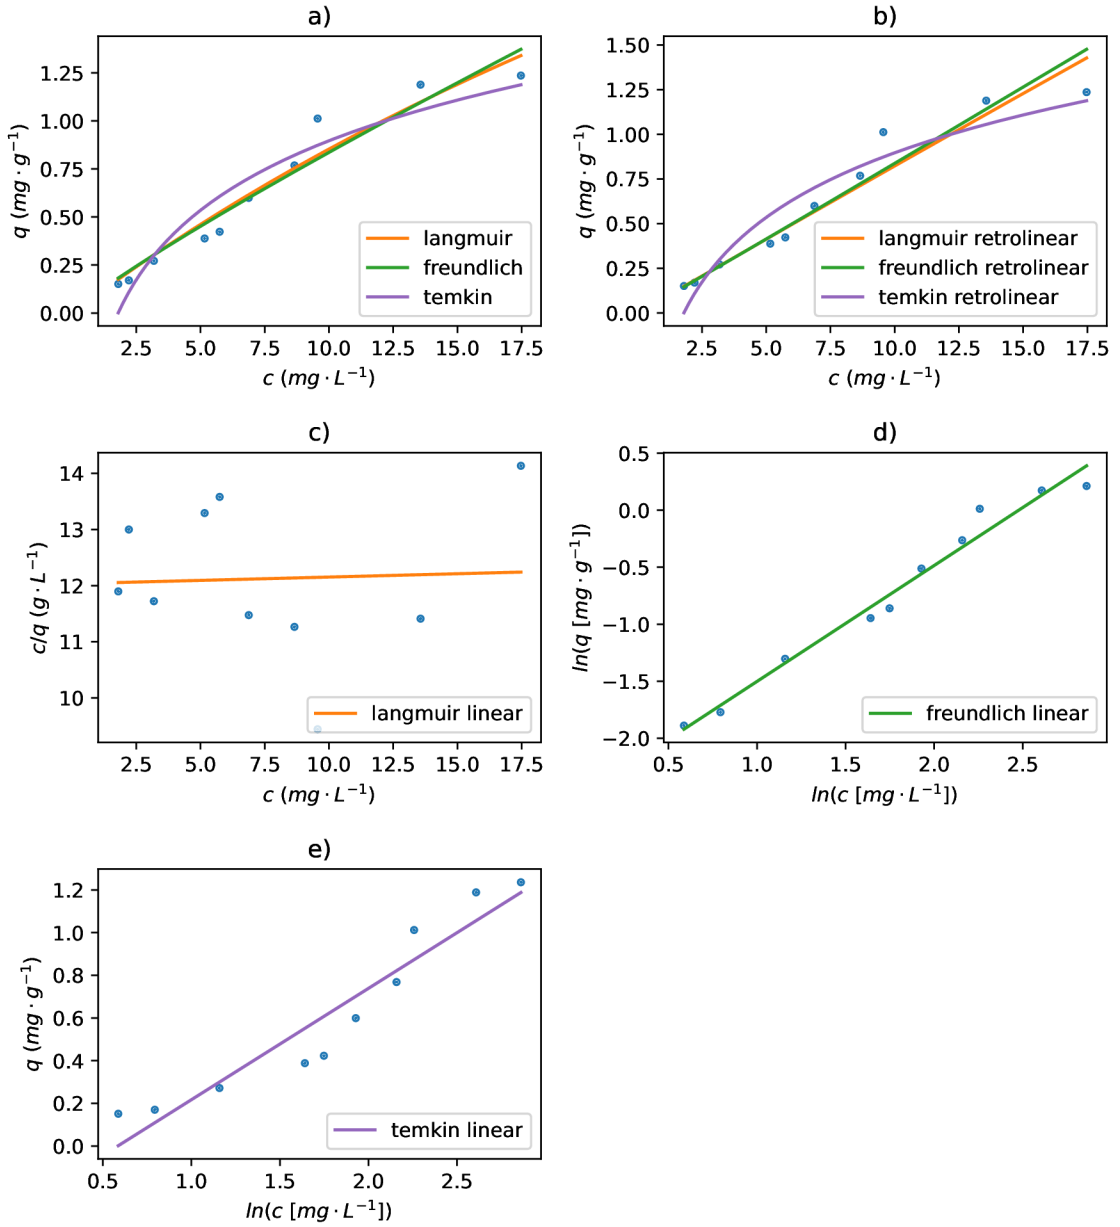 a)
q (mg · g⁻¹)
1.25
1.00
0.75
0.50
0.25
0.00
langmuir
freundlich
temkin
2.5 5.0 7.5 10.0 12.5 15.0 17.5
c (mg · L⁻¹)
b)
q (mg · g⁻¹)
1.50
1.25
1.00
0.75
0.50
0.25
0.00
langmuir retrolinear
freundlich retrolinear
temkin retrolinear
2.5 5.0 7.5 10.0 12.5 15.0 17.5
c (mg · L⁻¹)
c)
c/q (g · L⁻¹)
14
13
12
11
10
langmuir linear
2.5 5.0 7.5 10.0 12.5 15.0 17.5
c (mg · L⁻¹)
d)
ln(q [mg · g⁻¹])
0.5
0.0
−0.5
−1.0
−1.5
−2.0
freundlich linear
0.5 1.0 1.5 2.0 2.5
ln(c [mg · L⁻¹])
e)
q (mg · g⁻¹)
1.2
1.0
0.8
0.6
0.4
0.2
0.0
temkin linear
0.5 1.0 1.5 2.0 2.5
ln(c [mg · L⁻¹])